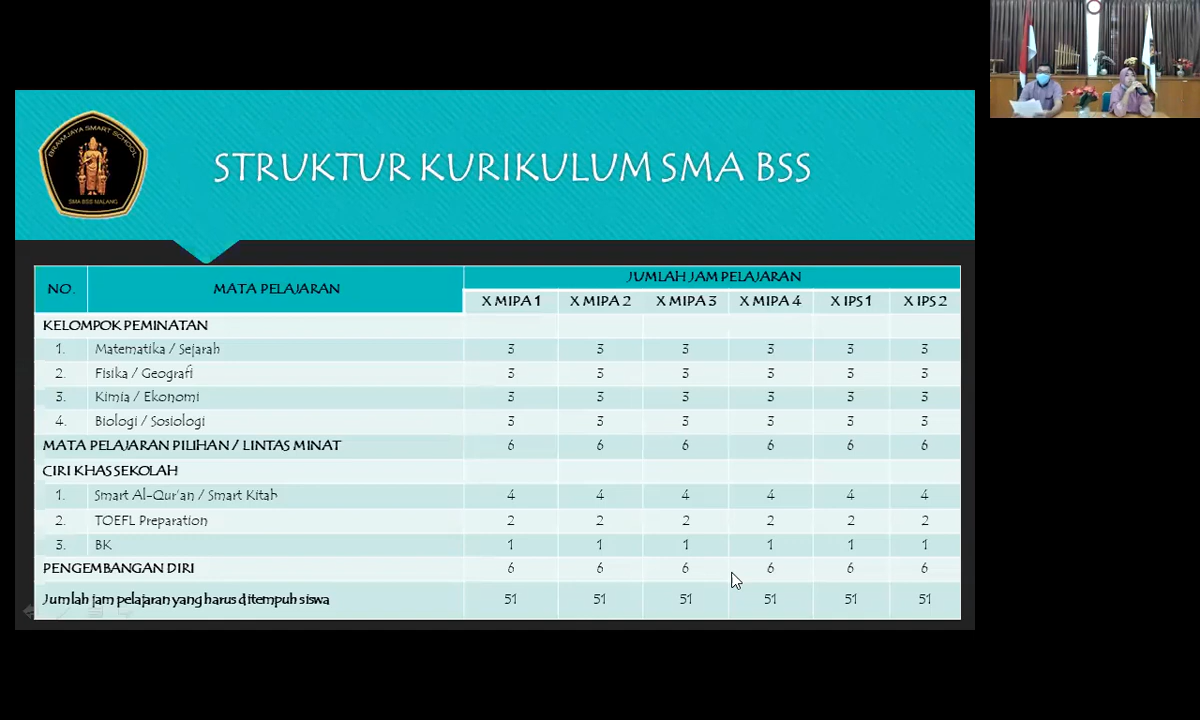 BRAWIJAYA SMART SCHOOL
SMA BSS MALANG
STRUKTUR KURIKULUM SMA BSS
NO. MATA PELAJARAN JUMLAH JAM PELAJARAN
X MIPA 1 X MIPA 2 X MIPA 3 X MIPA 4 X IPS 1 X IPS 2
KELOMPOK PEMINATAN
1. Matematika / Sejarah 3 3 3 3 3 3
2. Fisika / Geografi 3 3 3 3 3 3
3. Kimia / Ekonomi 3 3 3 3 3 3
4. Biologi / Sosiologi 3 3 3 3 3 3
MATA PELAJARAN PILIHAN / LINTAS MINAT 6 6 6 6 6 6
CIRI KHAS SEKOLAH
1. Smart Al-Qur'an / Smart Kitab 4 4 4 4 4 4
2. TOEFL Preparation 2 2 2 2 2 2
3. BK 1 1 1 1 1 1
PENGEMBANGAN DIRI 6 6 6 6 6 6
Jumlah jam pelajaran yang harus ditempuh siswa 51 51 51 51 51 51